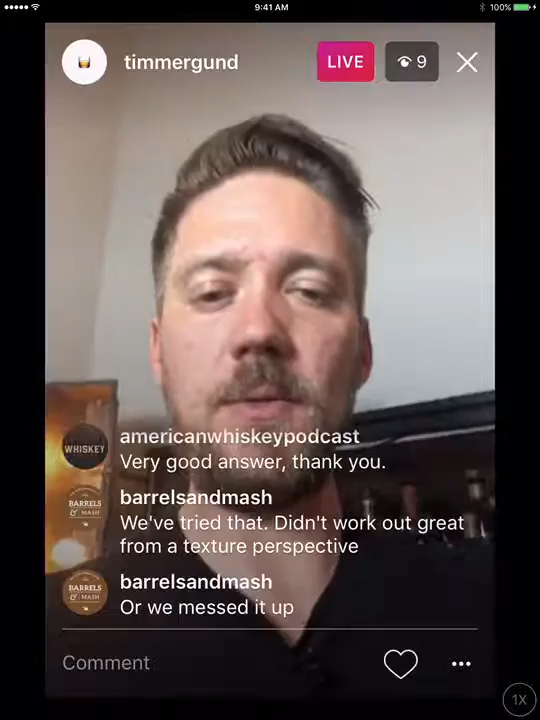 9:41 AM
100%
timmergund
LIVE
9
americanwhiskeypodcast
WHISKEY
Very good answer, thank you.
barrelsandmash
BARRELS
& MASH
We've tried that. Didn't work out great
from a texture perspective
barrelsandmash
BARRELS
& MASH
Or we messed it up
Comment
1X